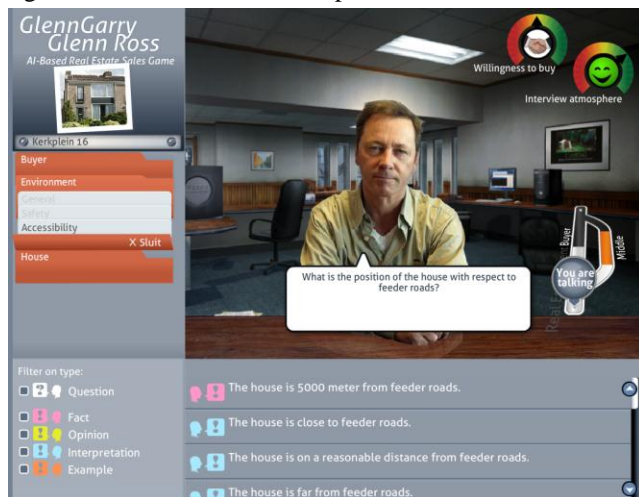 GlennGarry
Glenn Ross
AI-Based Real Estate Sales Game
Kerkplein 16
Buyer
Environment
General
Safety
Accessibility
X Sluit
House
Willingness to buy
Interview atmosphere
What is the position of the house with respect to
feeder roads?
Buyer
Middle
You are
talking
Filter on type:
Question
Fact
Opinion
Interpretation
Example
The house is 5000 meter from feeder roads.
The house is close to feeder roads.
The house is on a reasonable distance from feeder roads.
The house is far from feeder roads.